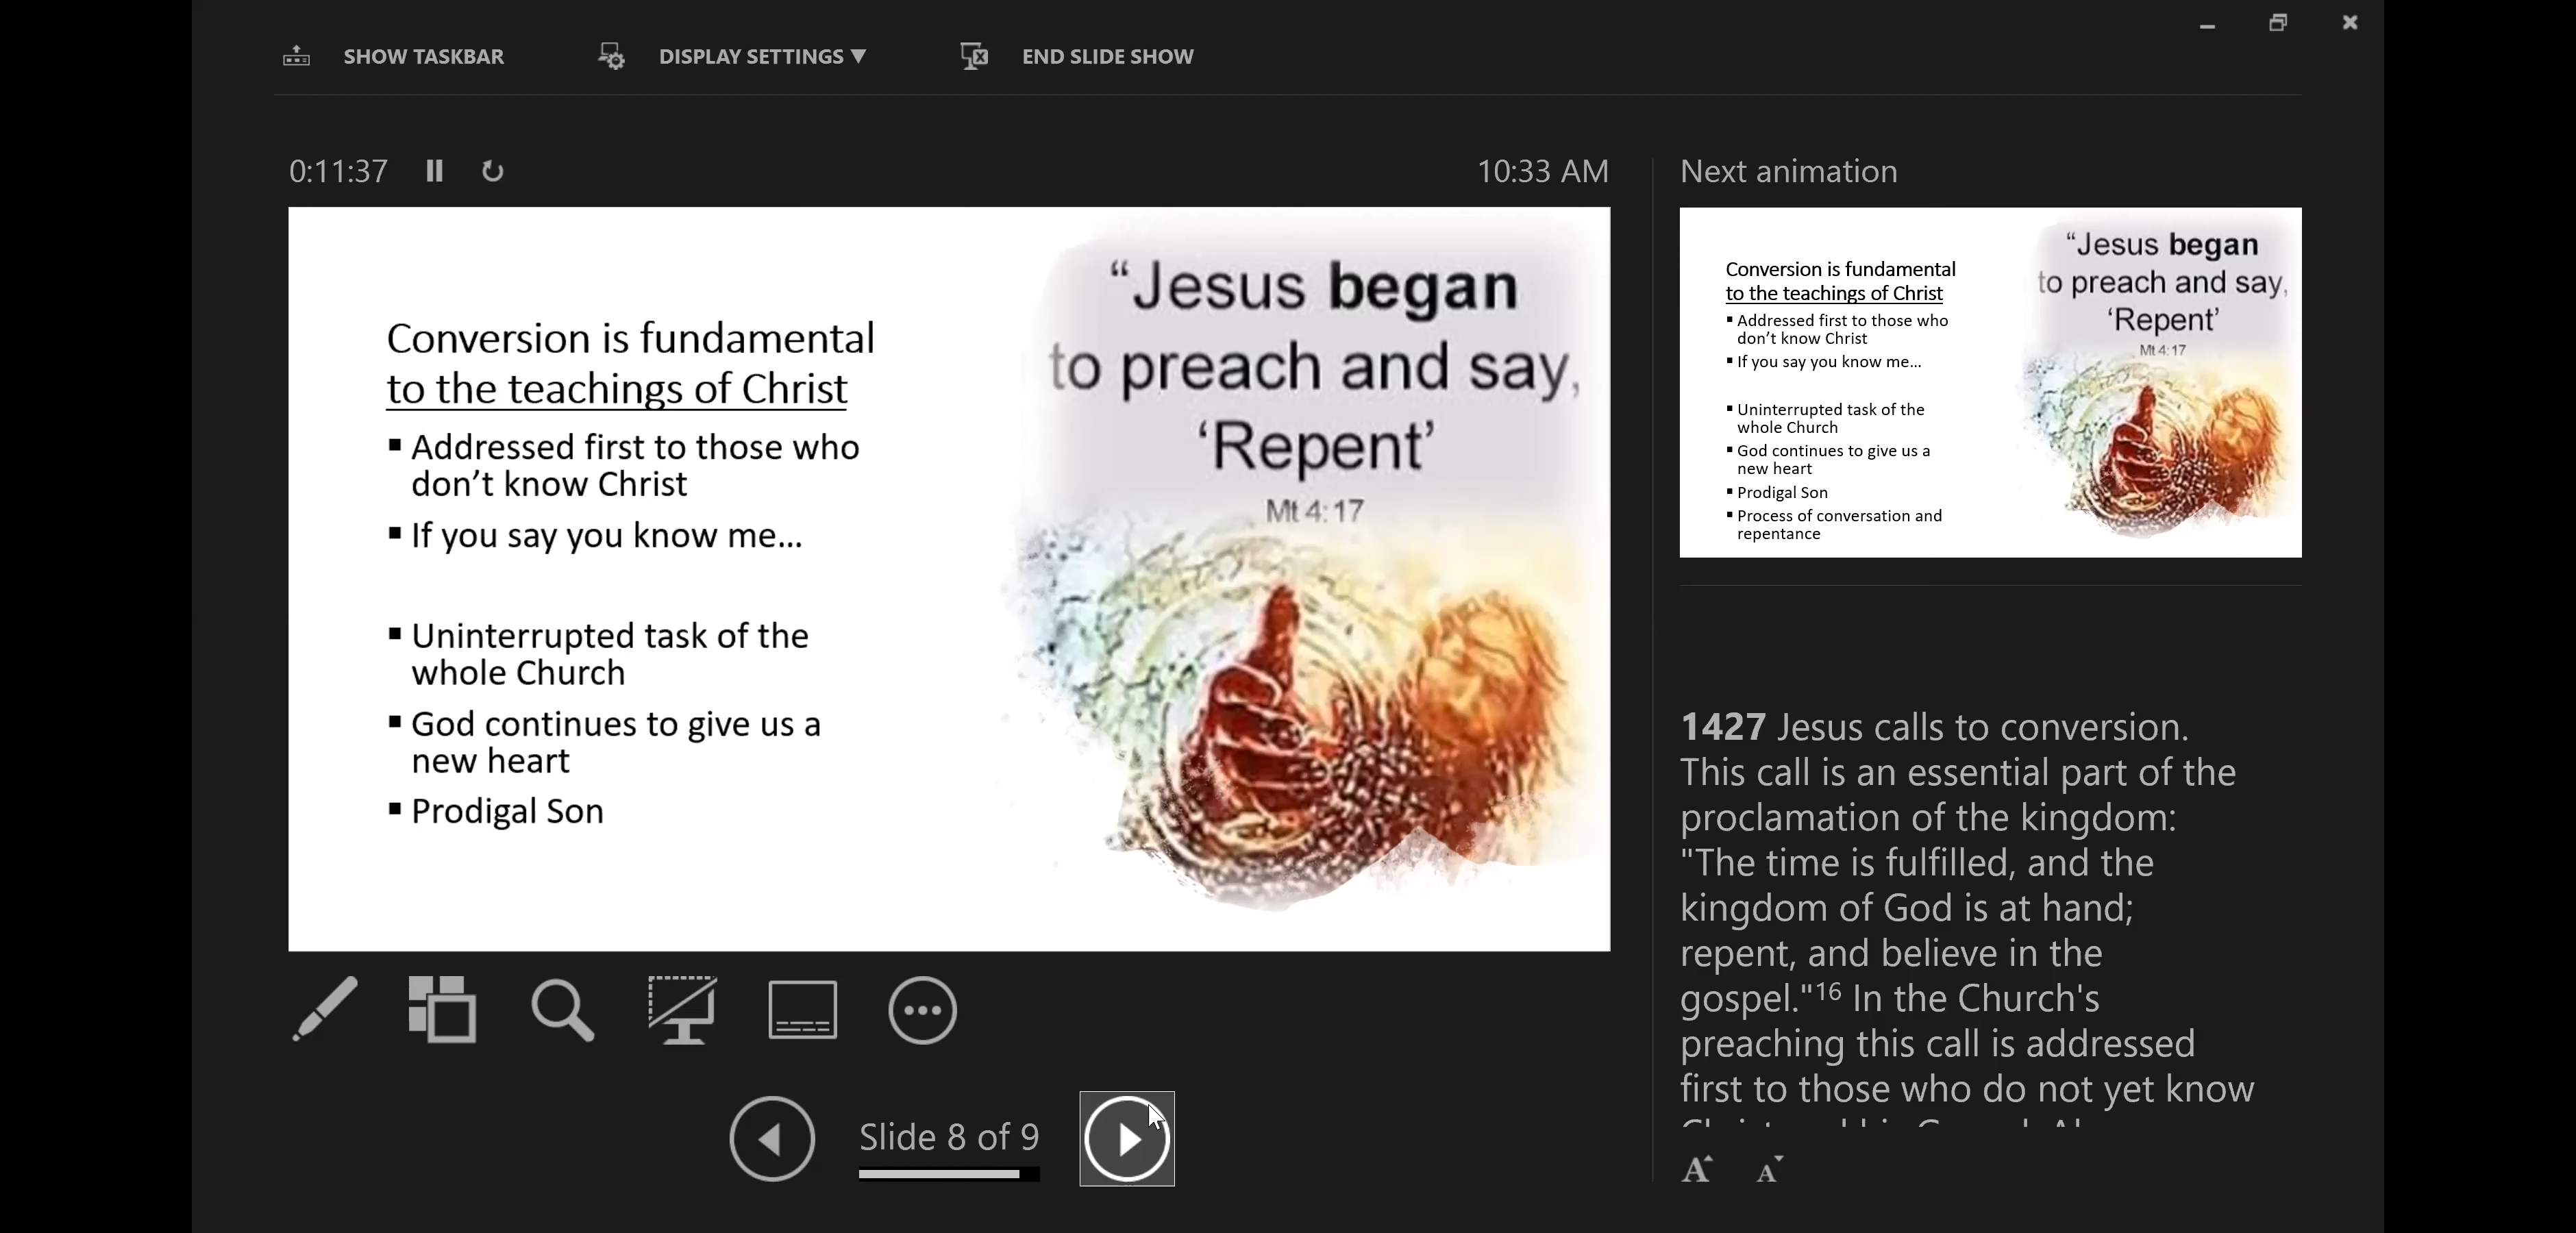 SHOW TASKBAR
DISPLAY SETTINGS ▼
END SLIDE SHOW
0:11:37
10:33 AM
Conversion is fundamental
to the teachings of Christ
▪ Addressed first to those who
don't know Christ
▪ If you say you know me...
▪ Uninterrupted task of the
whole Church
▪ God continues to give us a
new heart
▪ Prodigal Son
“Jesus began
to preach and say,
‘Repent’
Mt 4:17
Slide 8 of 9
Next animation
Conversion is fundamental
to the teachings of Christ
▪ Addressed first to those who
don't know Christ
▪ If you say you know me...
▪ Uninterrupted task of the
whole Church
▪ God continues to give us a
new heart
▪ Prodigal Son
▪ Process of conversation and
repentance
“Jesus began
to preach and say,
‘Repent’
Mt 4:17
1427 Jesus calls to conversion.
This call is an essential part of the
proclamation of the kingdom:
"The time is fulfilled, and the
kingdom of God is at hand;
repent, and believe in the
gospel."16 In the Church's
preaching this call is addressed
first to those who do not yet know
A A